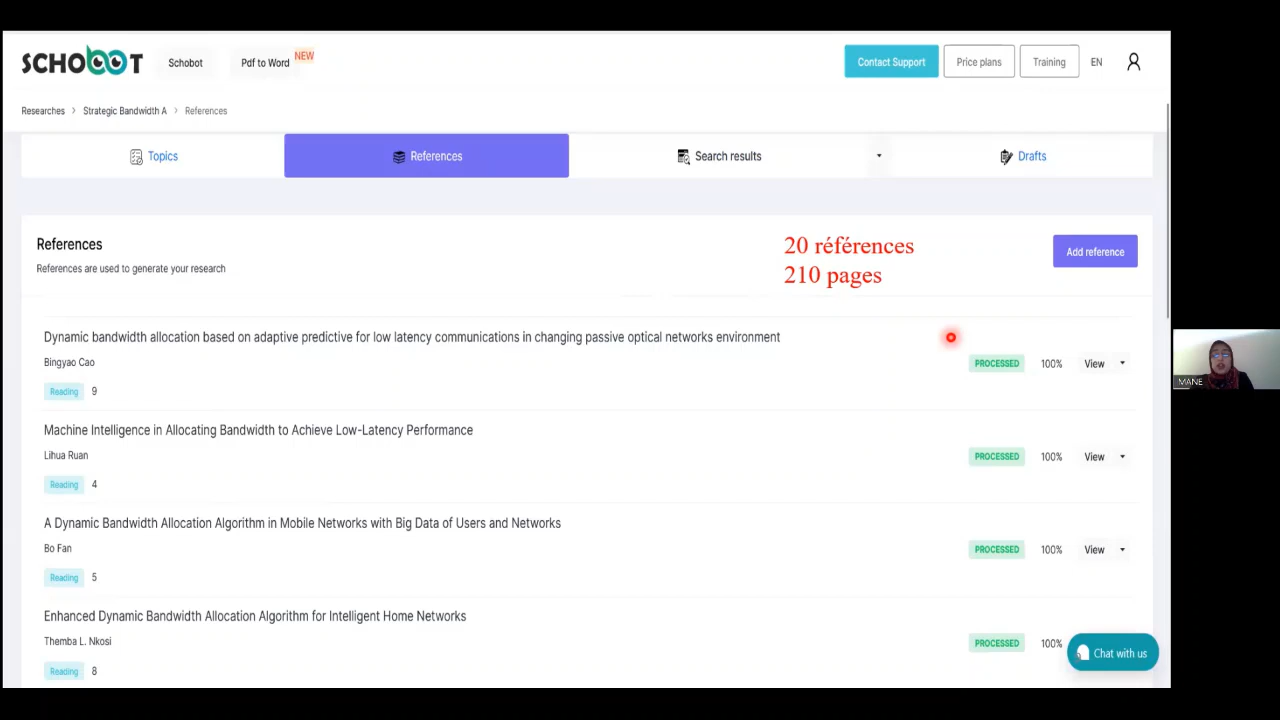 SCHOBOT
Schobot
Pdf to Word NEW
Contact Support
Price plans
Training
EN
Researches > Strategic Bandwidth A > References
Topics
References
Search results
Drafts
References
References are used to generate your research
20 références
210 pages
Add reference
Dynamic bandwidth allocation based on adaptive predictive for low latency communications in changing passive optical networks environment
Bingyao Cao
PROCESSED 100% View
Reading 9
Machine Intelligence in Allocating Bandwidth to Achieve Low-Latency Performance
Lihua Ruan
PROCESSED 100% View
Reading 4
A Dynamic Bandwidth Allocation Algorithm in Mobile Networks with Big Data of Users and Networks
Bo Fan
PROCESSED 100% View
Reading 5
Enhanced Dynamic Bandwidth Allocation Algorithm for Intelligent Home Networks
Themba L. Nkosi
PROCESSED 100%
Reading 8
Chat with us
MANE